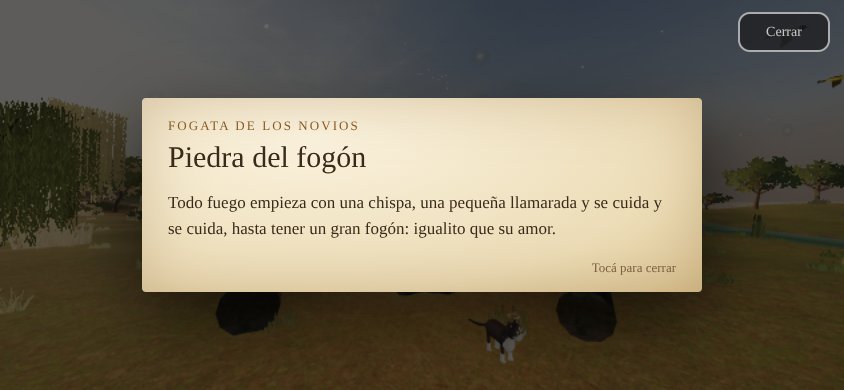 Cerrar
FOGATA DE LOS NOVIOS
Piedra del fogón
Todo fuego empieza con una chispa, una pequeña llamarada y se cuida y
se cuida, hasta tener un gran fogón: igualito que su amor.
Tocá para cerrar